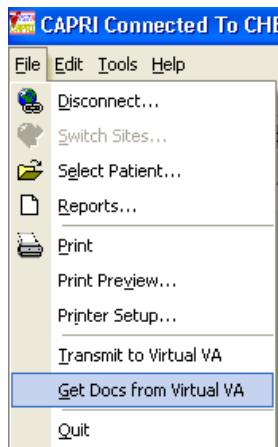 CAPRI Connected To CHE
File Edit Tools Help
Disconnect...
Switch Sites...
Select Patient...
Reports...
Print
Print Preview...
Printer Setup...
Transmit to Virtual VA
Get Docs from Virtual VA
Quit